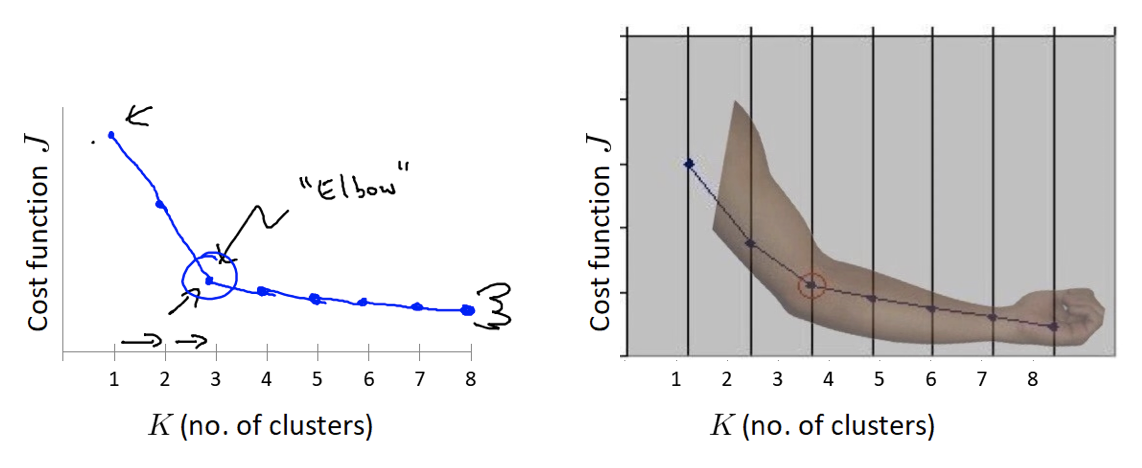 "Elbow"
Cost function J
1 2 3 4 5 6 7 8
K (no. of clusters)
Cost function J
1 2 3 4 5 6 7 8
K (no. of clusters)